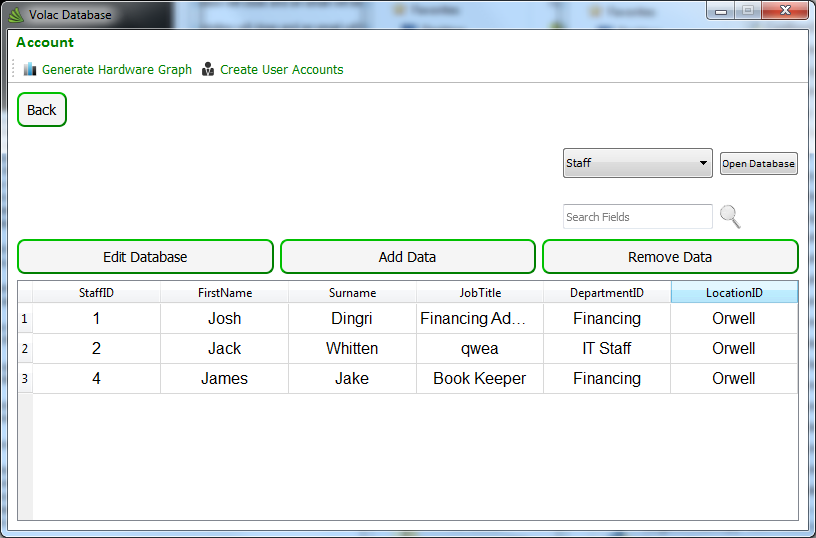 Volac Database
Account
Generate Hardware Graph Create User Accounts
Back
Staff Open Database
Search Fields
Edit Database Add Data Remove Data
StaffID FirstName Surname JobTitle DepartmentID LocationID
1 1 Josh Dingri Financing Ad... Financing Orwell
2 2 Jack Whitten qwea IT Staff Orwell
3 4 James Jake Book Keeper Financing Orwell